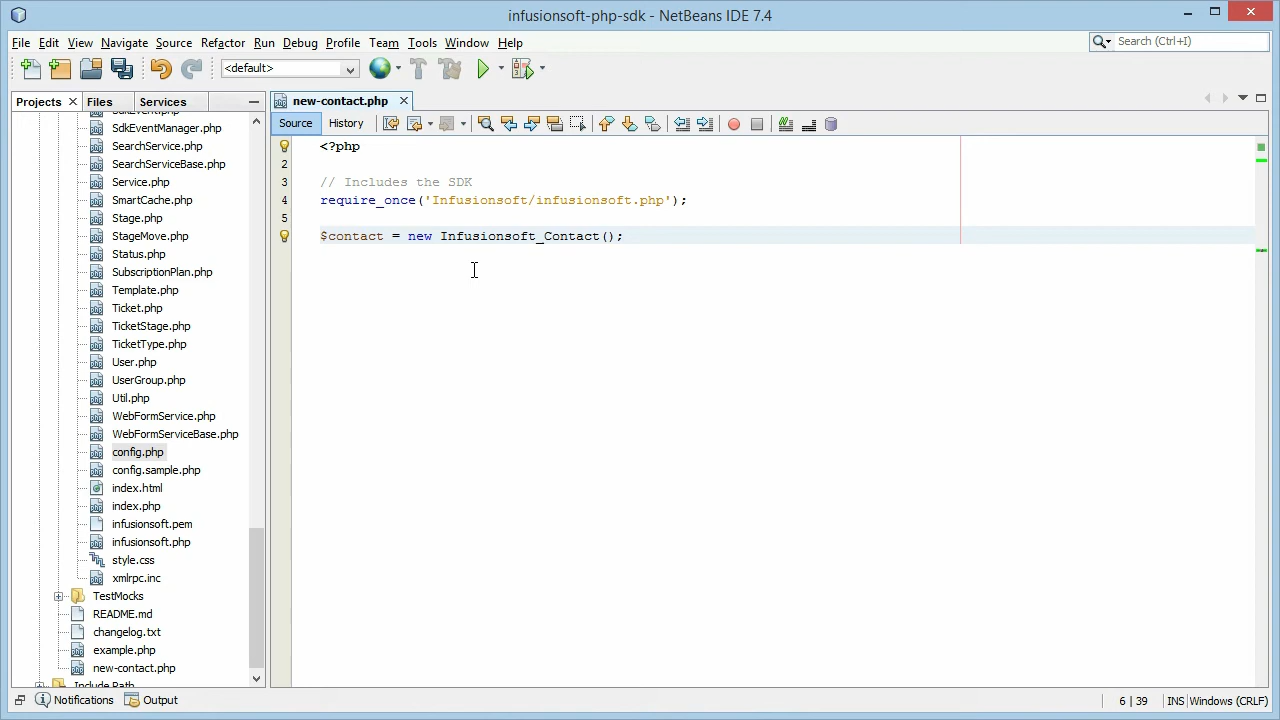 infusionsoft-php-sdk - NetBeans IDE 7.4
File Edit View Navigate Source Refactor Run Debug Profile Team Tools Window Help
Search (Ctrl+I)
<default>
Projects Files Services
new-contact.php
Source History
SdkEvent.php
SdkEventManager.php
SearchService.php
SearchServiceBase.php
Service.php
SmartCache.php
Stage.php
StageMove.php
Status.php
SubscriptionPlan.php
Template.php
Ticket.php
TicketStage.php
TicketType.php
User.php
UserGroup.php
Util.php
WebFormService.php
WebFormServiceBase.php
config.php
config.sample.php
index.html
index.php
infusionsoft.pem
infusionsoft.php
style.css
xmlrpc.inc
TestMocks
README.md
changelog.txt
example.php
new-contact.php
Include Path
<?php
2
3 // Includes the SDK
4 require_once('Infusionsoft/infusionsoft.php');
5
$contact = new Infusionsoft_Contact();
Notifications Output
6 | 39 INS Windows (CRLF)